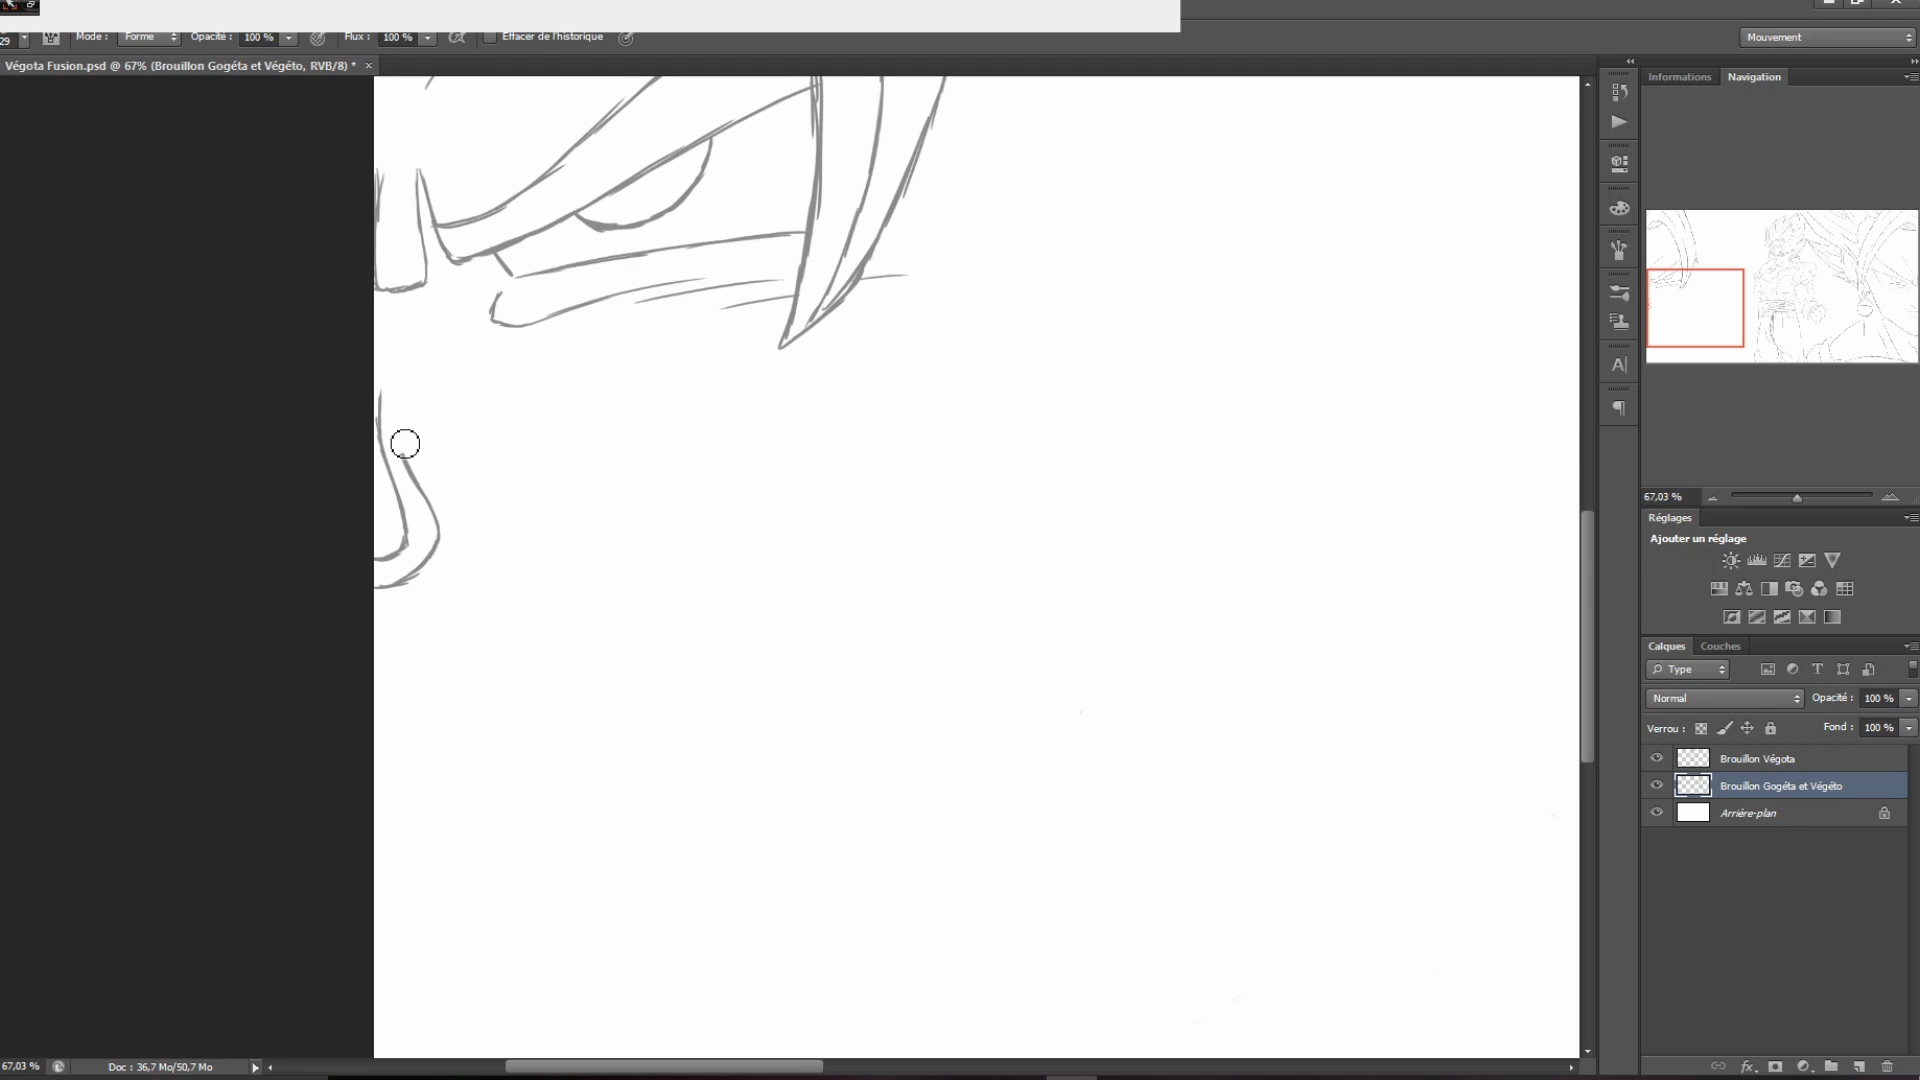 29 Mode : Forme Opacité : 100 % Flux : 100 % Effacer de l'historique Mouvement
Végota Fusion.psd @ 67% (Brouillon Gogéta et Végéto, RVB/8) * ×
Informations Navigation
67,03 %
Réglages
Ajouter un réglage
Calques Couches
Type
Normal Opacité : 100 %
Verrou : Fond : 100 %
Brouillon Végota
Brouillon Gogéta et Végéto
Arrière-plan
67,03 % Doc : 36,7 Mo/50,7 Mo